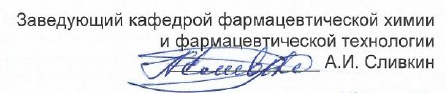 Заведующий кафедрой фармацевтической химии
и фармацевтической технологии
А.И. Сливкин